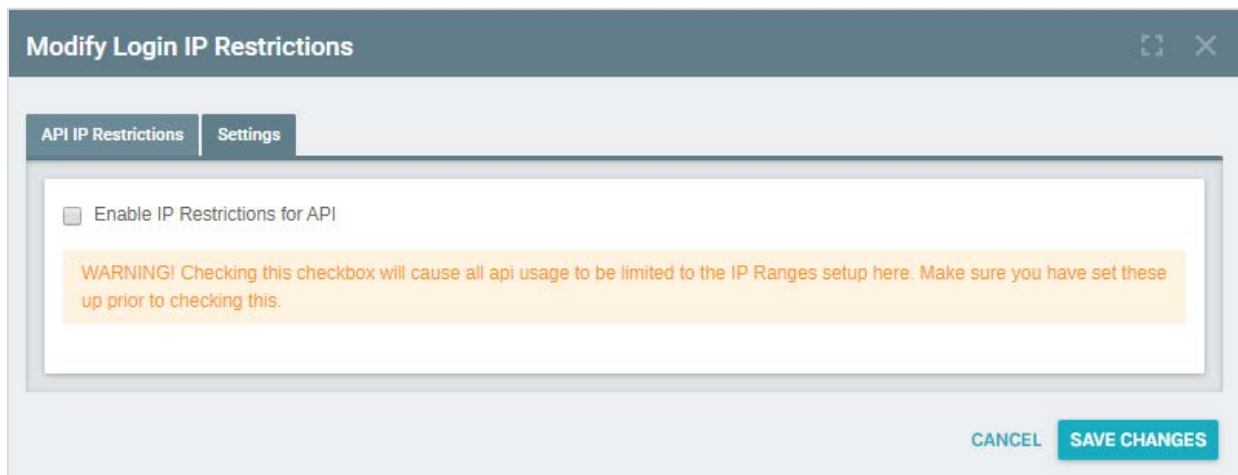 Modify Login IP Restrictions
API IP Restrictions
Settings
Enable IP Restrictions for API
WARNING! Checking this checkbox will cause all api usage to be limited to the IP Ranges setup here. Make sure you have set these
up prior to checking this.
CANCEL
SAVE CHANGES